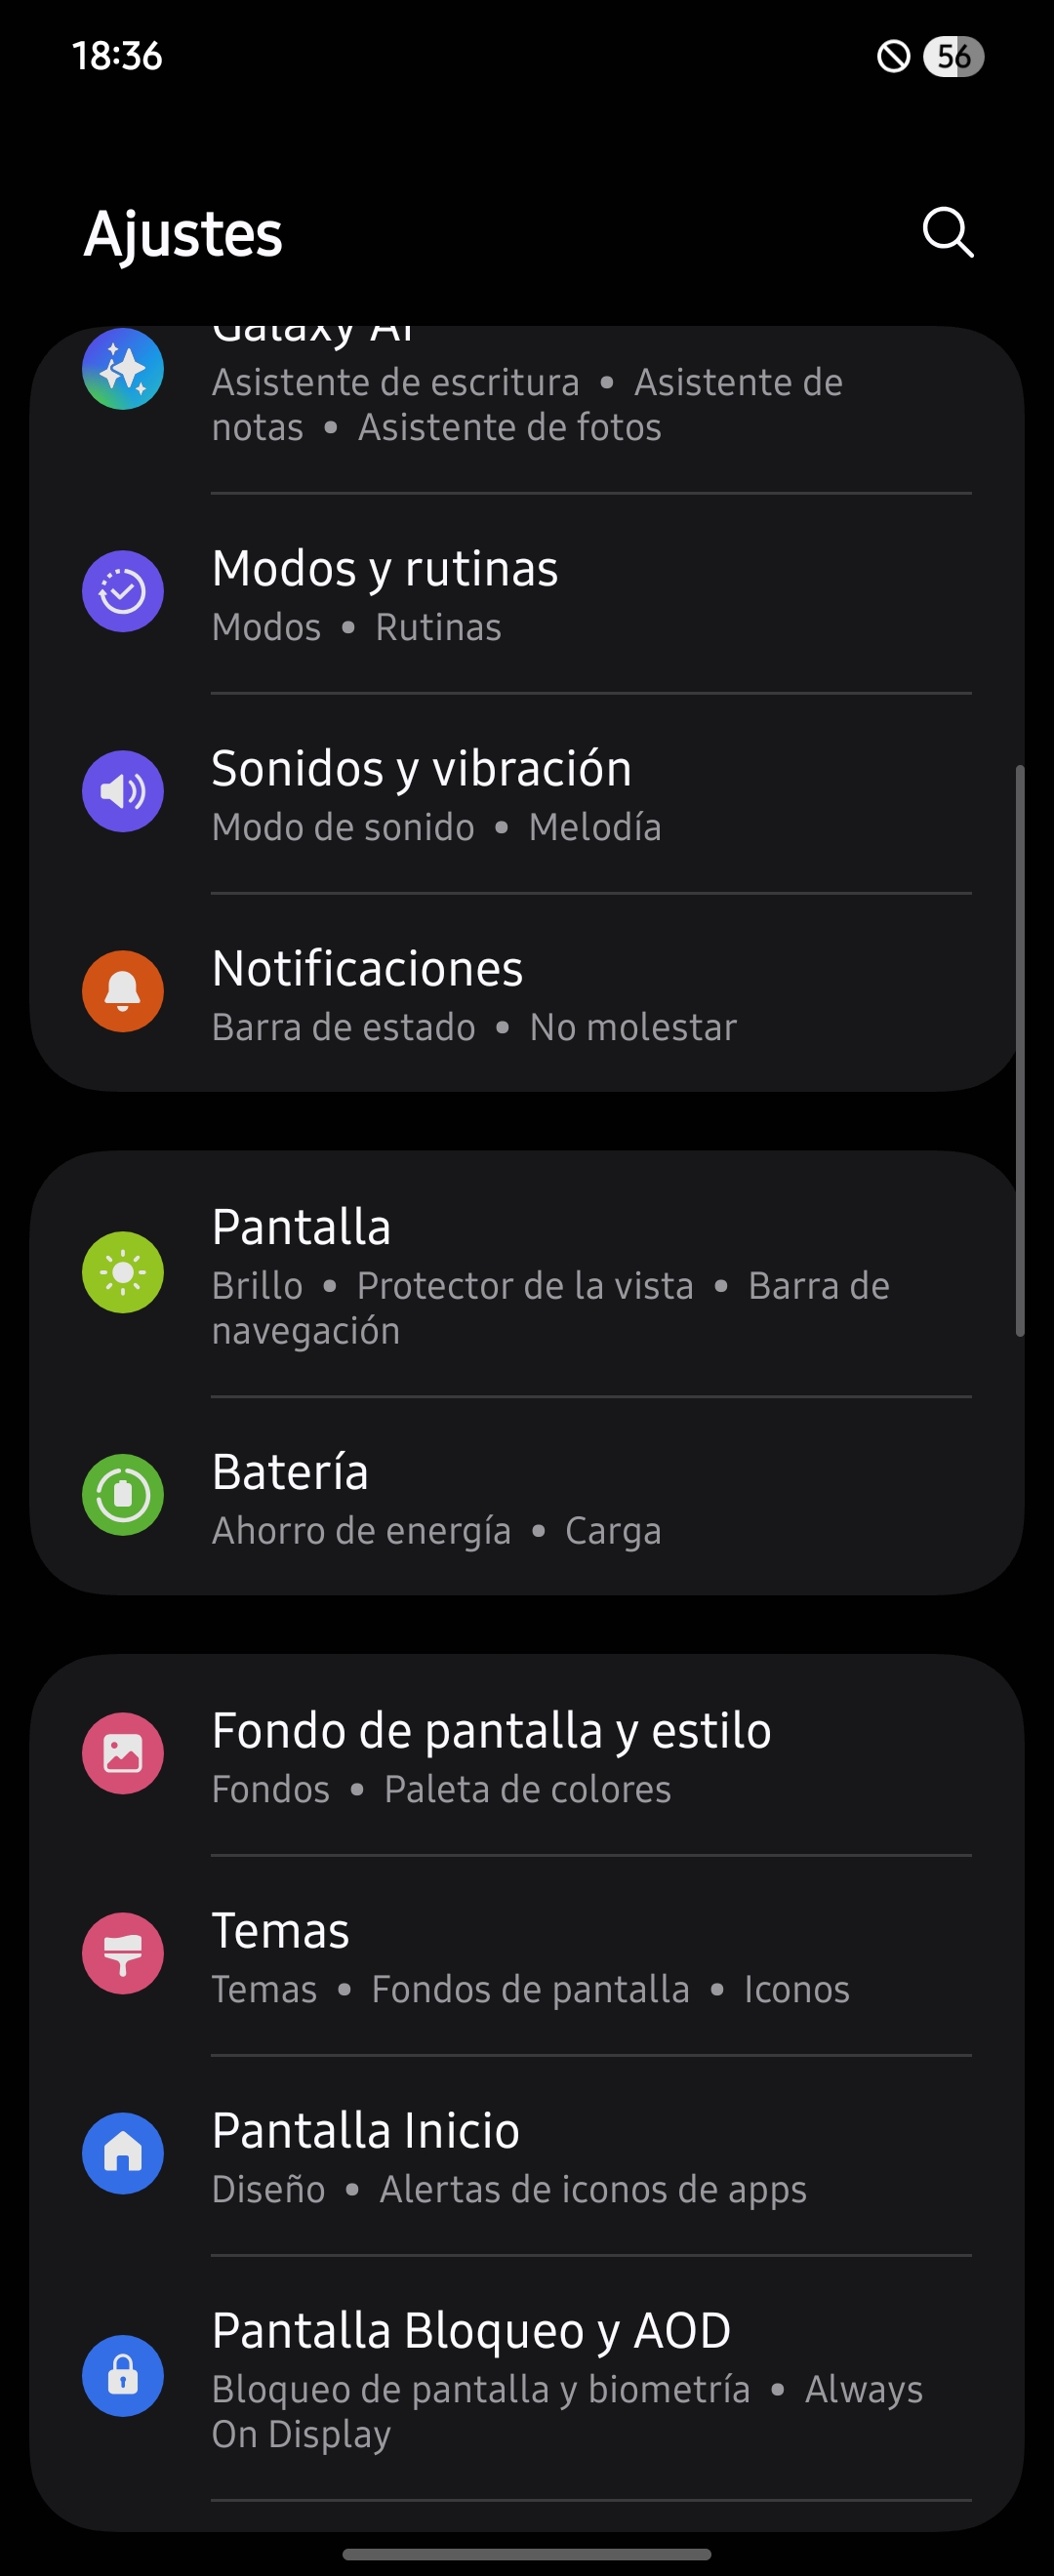 18:36
56
Ajustes
Galaxy AI
Asistente de escritura • Asistente de
notas • Asistente de fotos
Modos y rutinas
Modos • Rutinas
Sonidos y vibración
Modo de sonido • Melodía
Notificaciones
Barra de estado • No molestar
Pantalla
Brillo • Protector de la vista • Barra de
navegación
Batería
Ahorro de energía • Carga
Fondo de pantalla y estilo
Fondos • Paleta de colores
Temas
Temas • Fondos de pantalla • Iconos
Pantalla Inicio
Diseño • Alertas de iconos de apps
Pantalla Bloqueo y AOD
Bloqueo de pantalla y biometría • Always
On Display